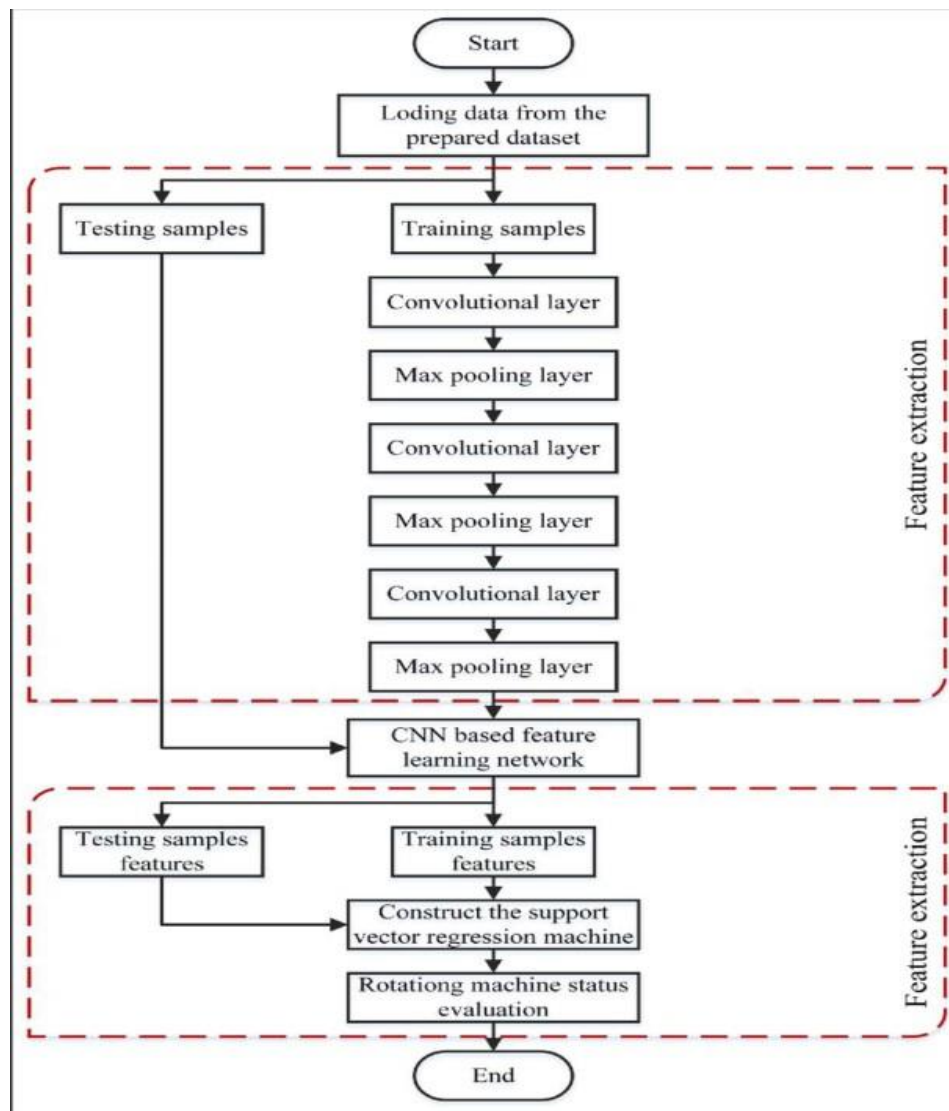 Start
Loding data from the
prepared dataset
Testing samples
Training samples
Convolutional layer
Max pooling layer
Convolutional layer
Max pooling layer
Convolutional layer
Max pooling layer
Feature extraction
CNN based feature
learning network
Testing samples
features
Training samples
features
Construct the support
vector regression machine
Rotationg machine status
evaluation
Feature extraction
End